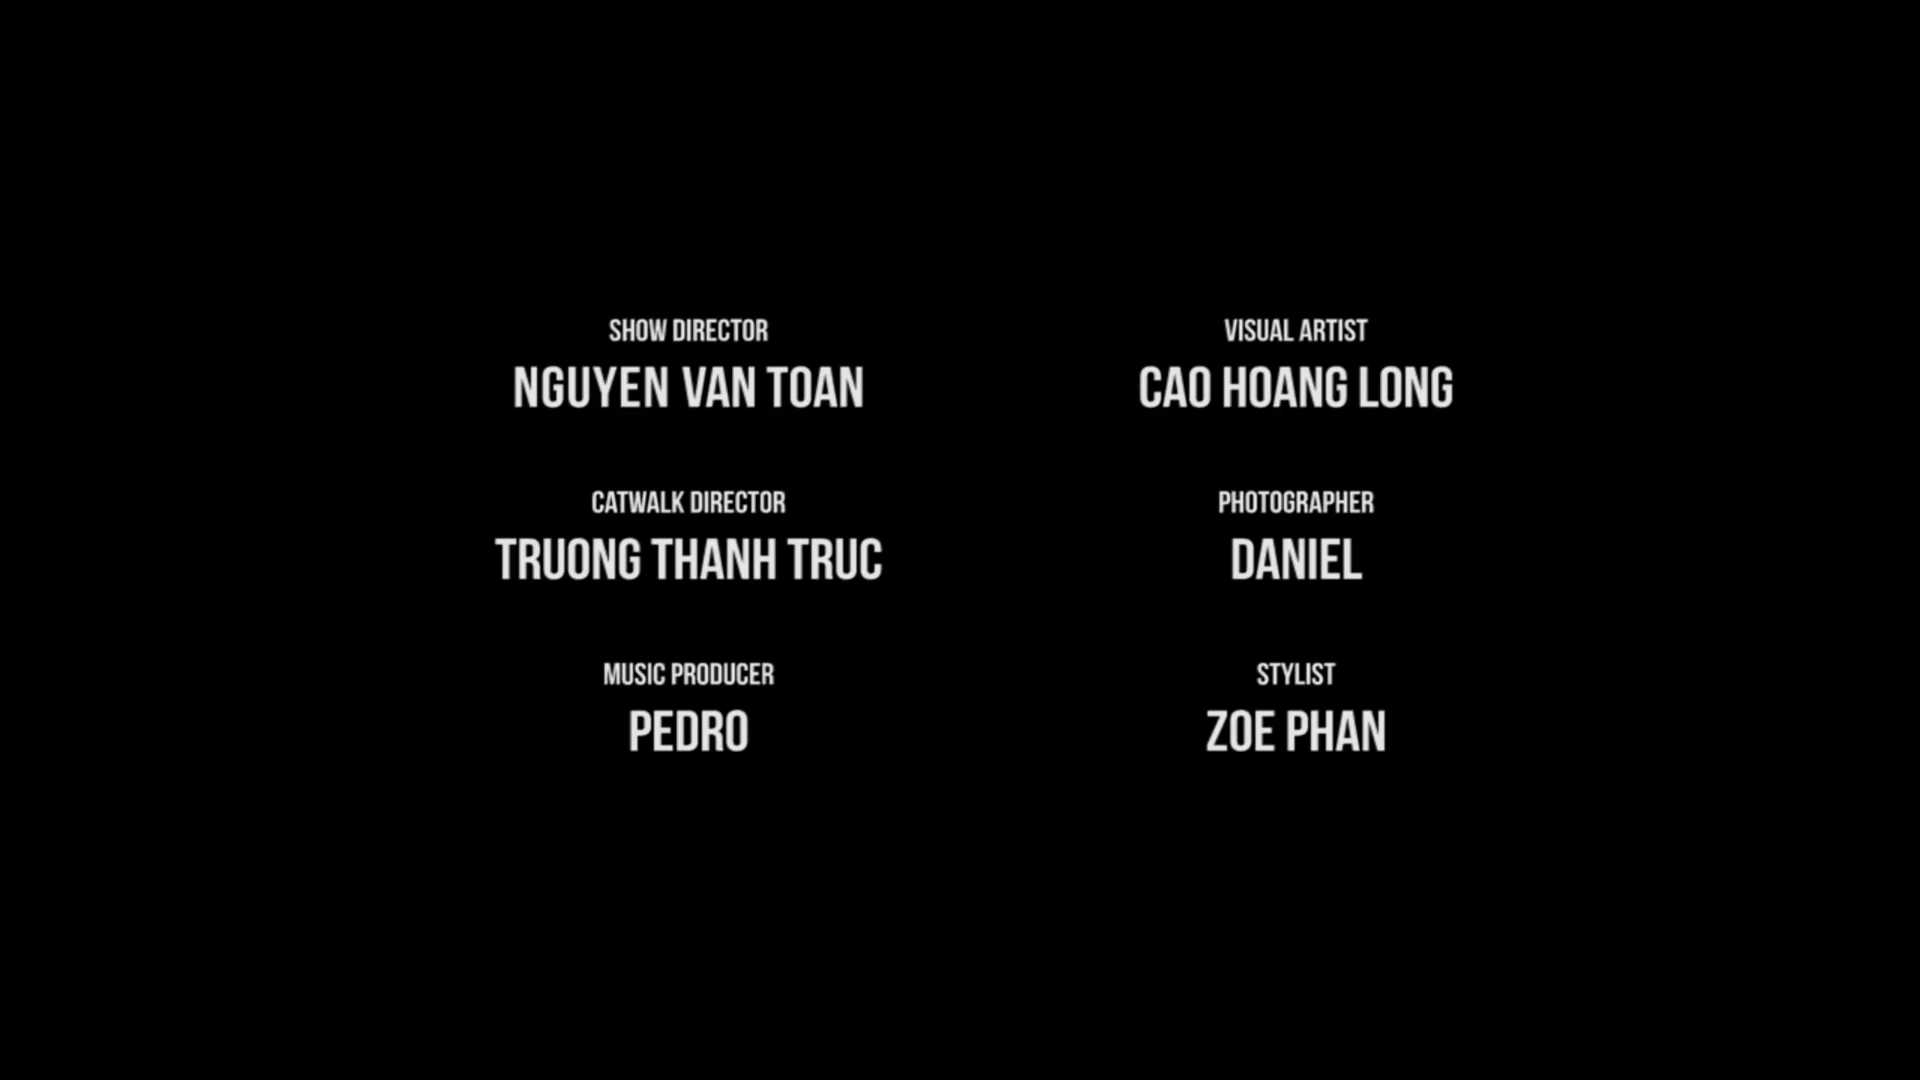 SHOW DIRECTOR
NGUYEN VAN TOAN
CATWALK DIRECTOR
TRUONG THANH TRUC
MUSIC PRODUCER
PEDRO
VISUAL ARTIST
CAO HOANG LONG
PHOTOGRAPHER
DANIEL
STYLIST
ZOE PHAN